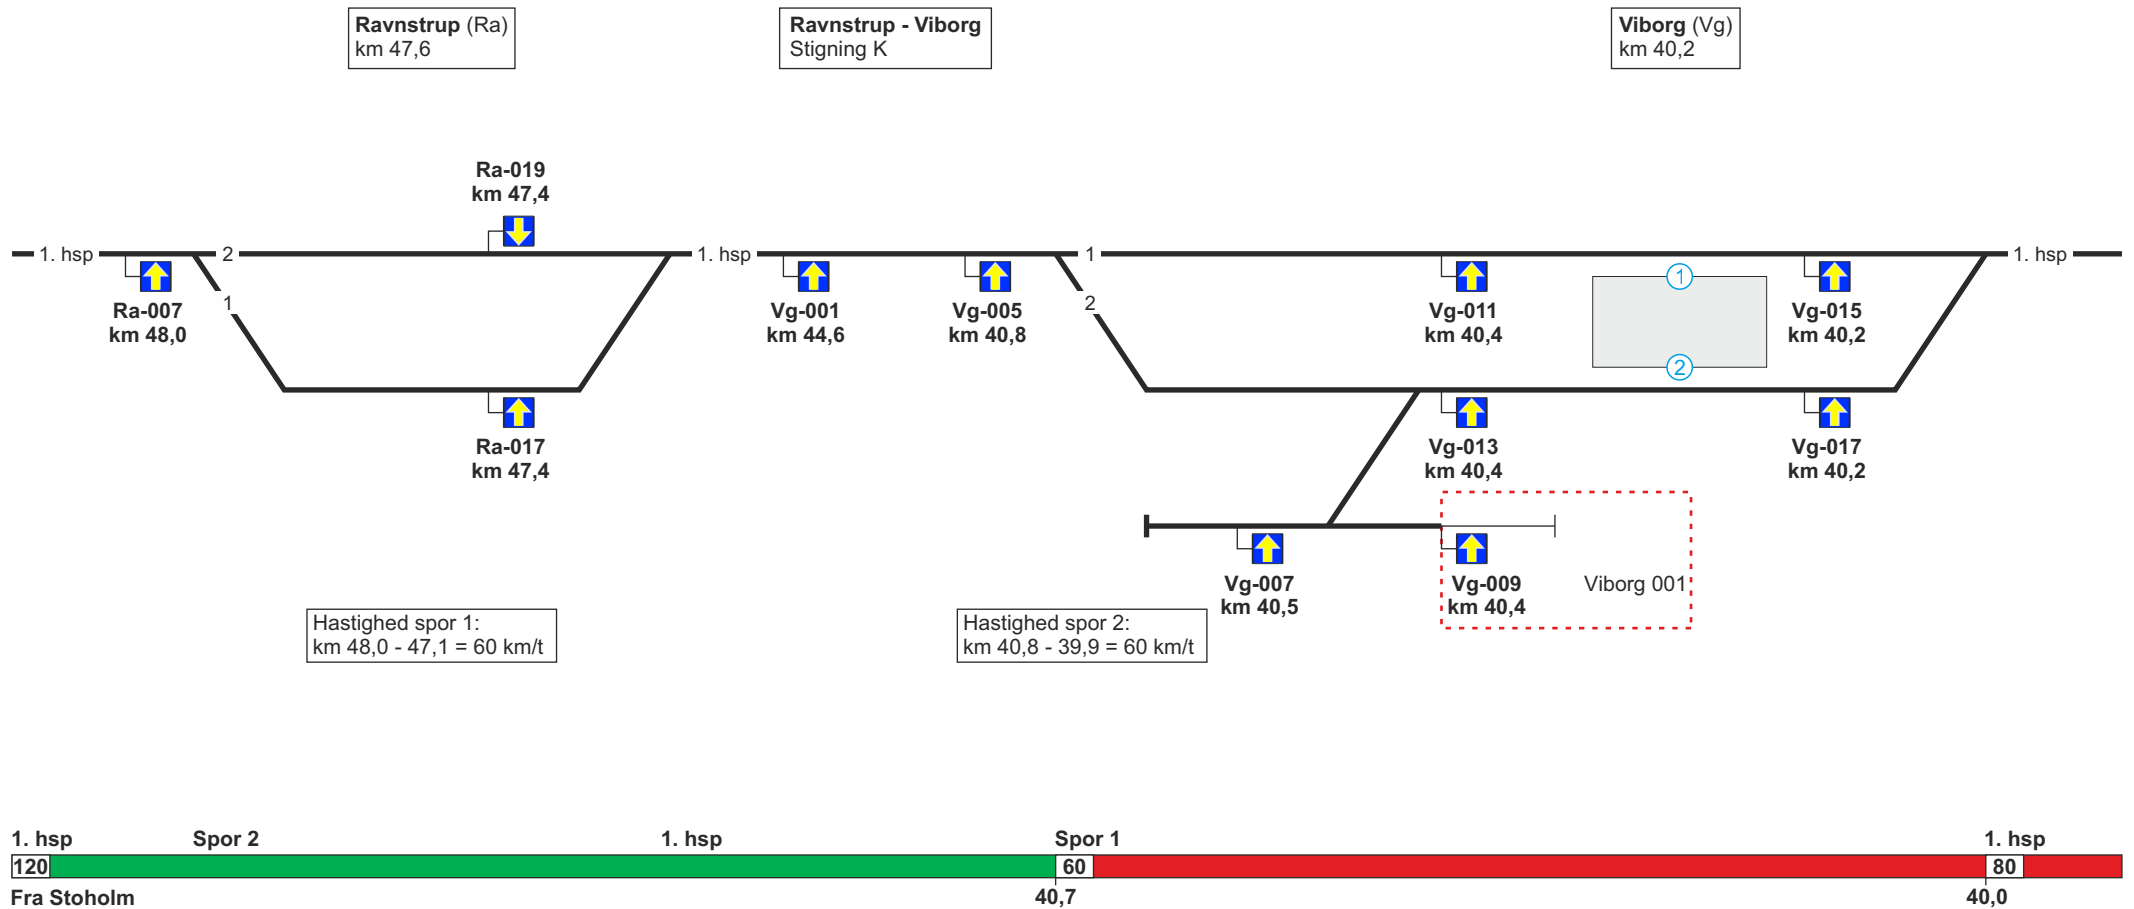 Ravnstrup (Ra)
km 47,6
Ravnstrup - Viborg
Stigning K
Viborg (Vg)
km 40,2
Ra-019
km 47,4
1. hsp
2
1. hsp
1
1. hsp
1
2
Ra-007
km 48,0
Vg-001
km 44,6
Vg-005
km 40,8
Vg-011
km 40,4
1
2
Vg-015
km 40,2
Ra-017
km 47,4
Vg-013
km 40,4
Vg-017
km 40,2
Vg-007
km 40,5
Vg-009
km 40,4
Viborg 001
Hastighed spor 1:
km 48,0 - 47,1 = 60 km/t
Hastighed spor 2:
km 40,8 - 39,9 = 60 km/t
1. hsp
Spor 2
1. hsp
Spor 1
1. hsp
120
60
80
Fra Stoholm
40,7
40,0